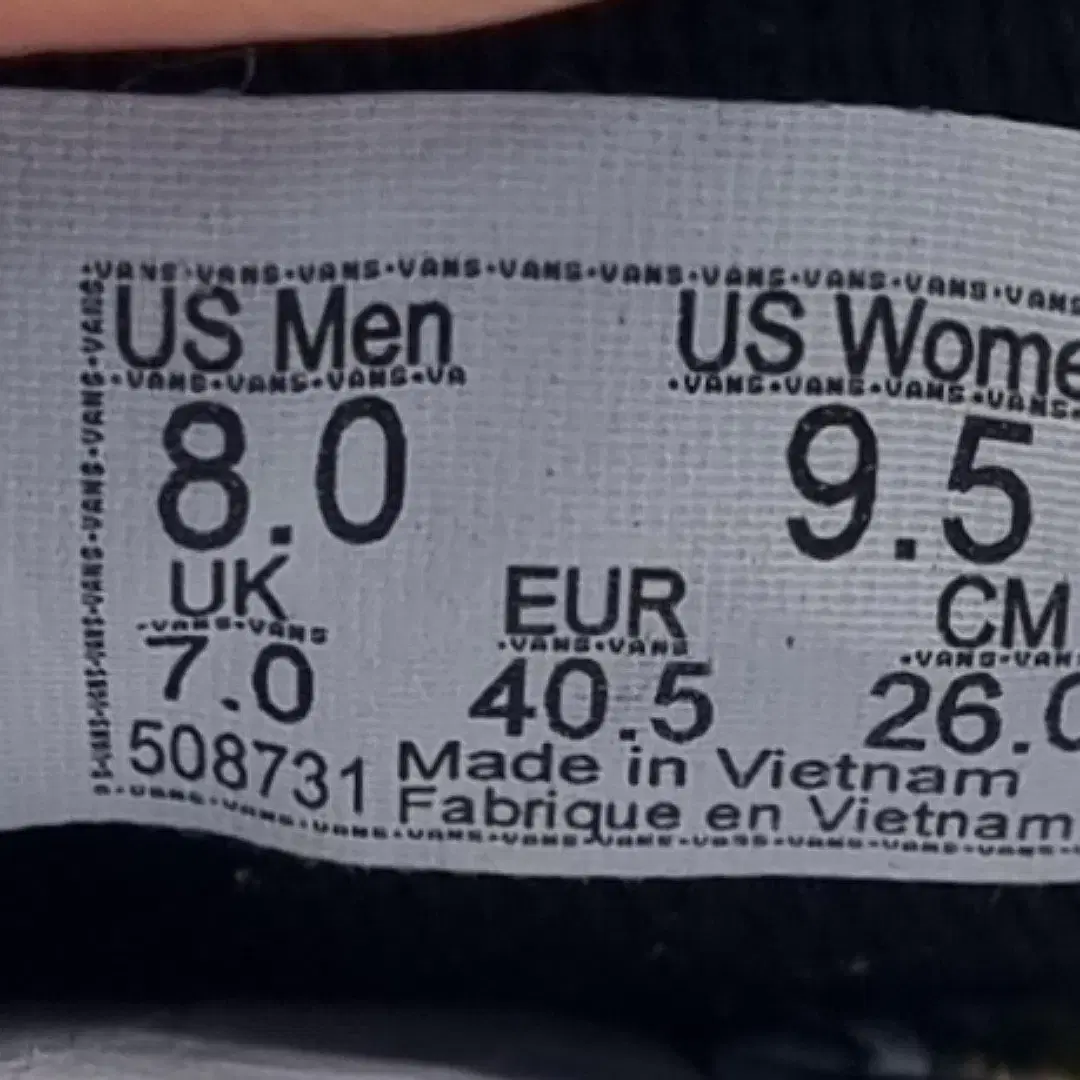 ·VANS·VANS·VANS·VANS·VANS·VANS·VANS·VANS·VANS·VANS
US Men US Wome
·VANS·VANS·VANS·VA ·VANS·VANS·VANS·VANS·
8.0 9.5
UK EUR CM
·VANS·VANS ·VANS·VANS ·VANS·VAN
7.0 40.5 26.0
508731 Made in Vietnam
Fabrique en Vietnam